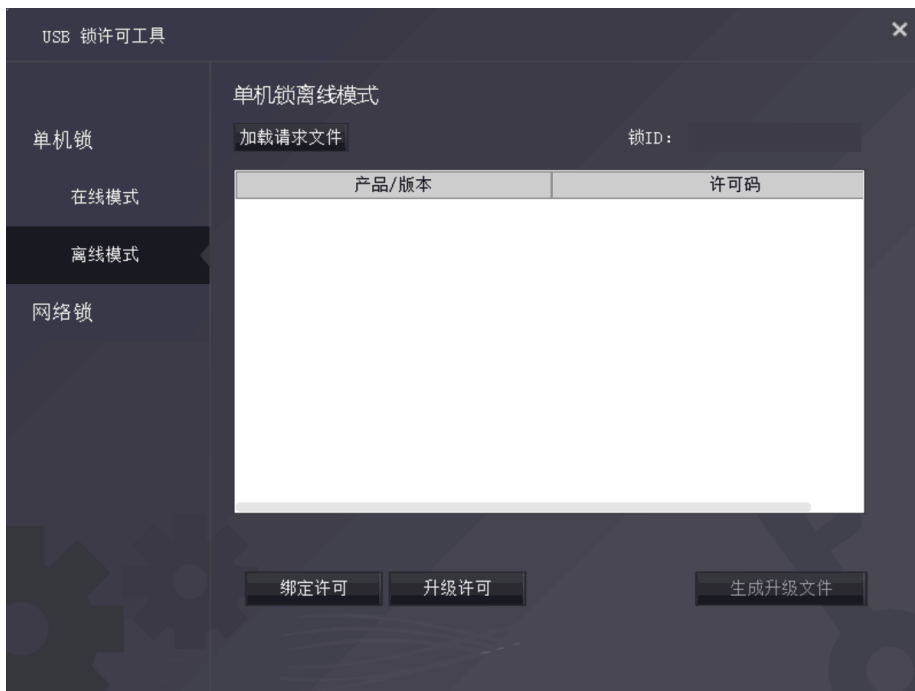 USB 锁许可工具
单机锁
在线模式
离线模式
网络锁
单机锁离线模式
加载请求文件
锁ID:
产品/版本 许可码
绑定许可 升级许可 生成升级文件